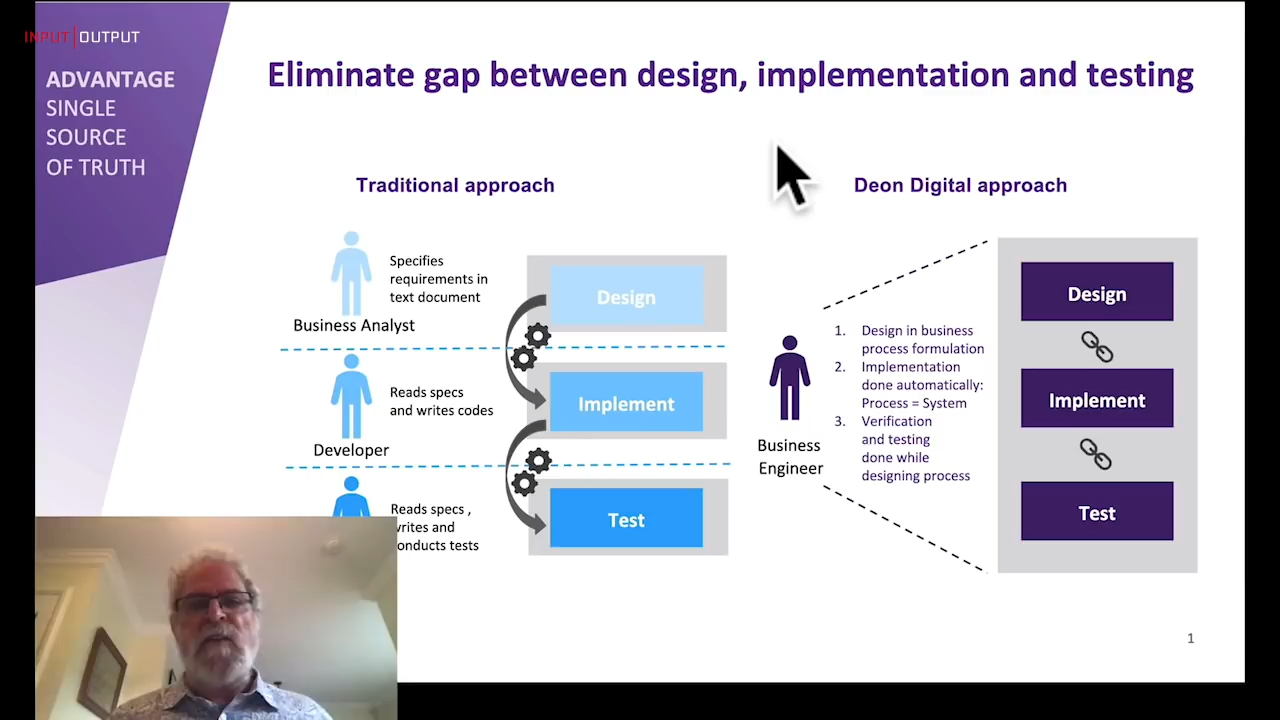 INPUT|OUTPUT
ADVANTAGE
SINGLE
SOURCE
OF TRUTH
Eliminate gap between design, implementation and testing
Traditional approach
Specifies
requirements in
text document
Business Analyst
Design
Reads specs
and writes codes
Developer
Implement
Reads specs ,
writes and
conducts tests
Test
Deon Digital approach
Business
Engineer
1. Design in business
process formulation
2. Implementation
done automatically:
Process = System
3. Verification
and testing
done while
designing process
Design
Implement
Test
1